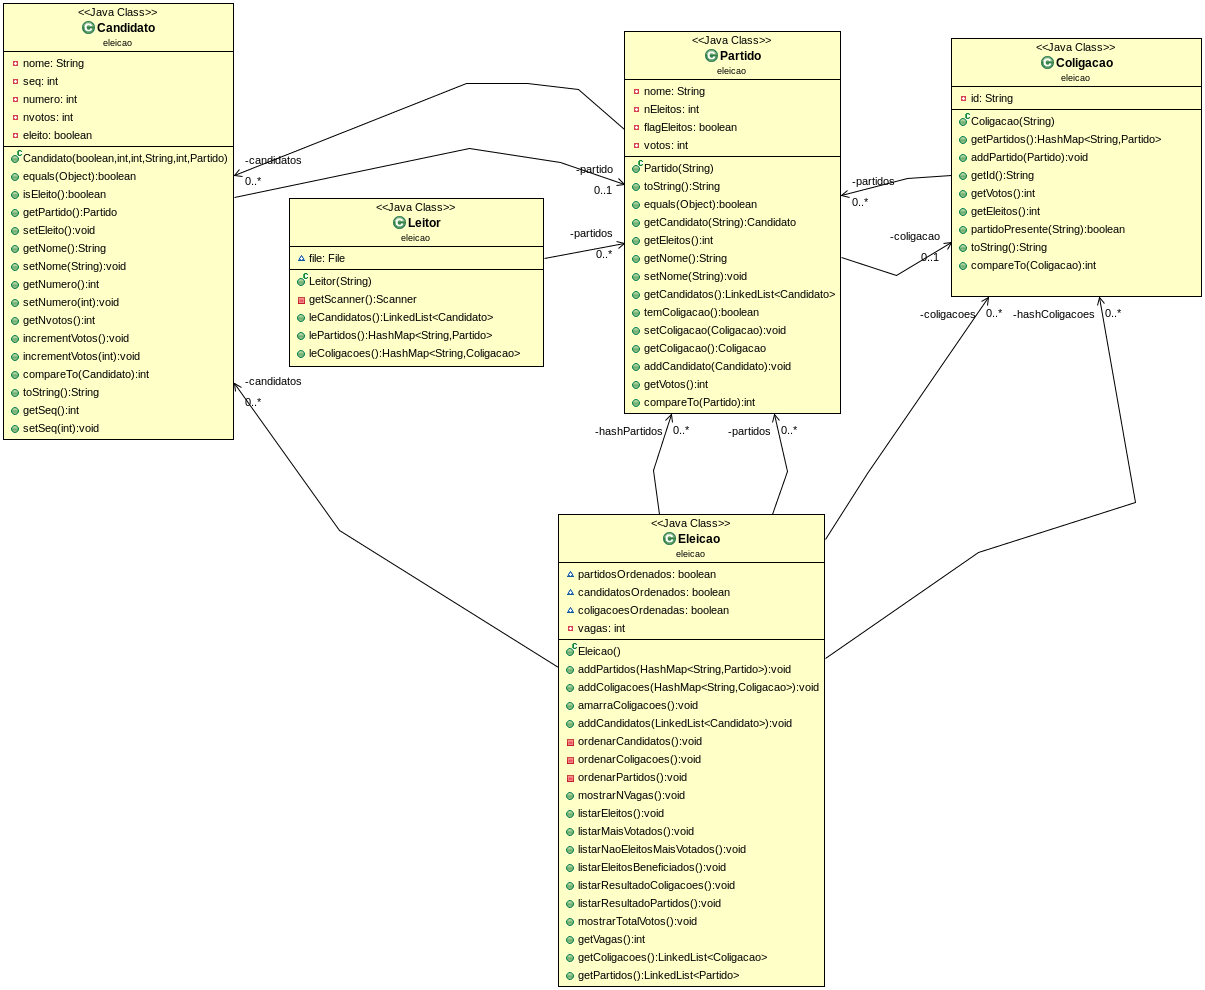 <<Java Class>>
Candidato
eleicao
nome: String
seq: int
numero: int
nvotos: int
eleito: boolean
Candidato(boolean,int,int,String,int,Partido)
equals(Object):boolean
isEleito():boolean
getPartido():Partido
setEleito():void
getNome():String
setNome(String):void
getNumero():int
setNumero(int):void
getNvotos():int
incrementVotos():void
incrementVotos(int):void
compareTo(Candidato):int
toString():String
getSeq():int
setSeq(int):void
-candidatos
0..*
-partido
0..1
<<Java Class>>
Leitor
eleicao
file: File
Leitor(String)
getScanner():Scanner
leCandidatos():LinkedList<Candidato>
lePartidos():HashMap<String,Partido>
leColigacoes():HashMap<String,Coligacao>
-partidos
0..*
-candidatos
0..*
<<Java Class>>
Partido
eleicao
nome: String
nEleitos: int
flagEleitos: boolean
votos: int
Partido(String)
toString():String
equals(Object):boolean
getCandidato(String):Candidato
getEleitos():int
getNome():String
setNome(String):void
getCandidatos():LinkedList<Candidato>
temColigacao():boolean
setColigacao(Coligacao):void
getColigacao():Coligacao
addCandidato(Candidato):void
getVotos():int
compareTo(Partido):int
-partidos
0..*
-coligacao
0..1
<<Java Class>>
Coligacao
eleicao
id: String
Coligacao(String)
getPartidos():HashMap<String,Partido>
addPartido(Partido):void
getId():String
getVotos():int
getEleitos():int
partidoPresente(String):boolean
toString():String
compareTo(Coligacao):int
-coligacoes
0..*
-hashColigacoes
0..*
-hashPartidos
0..*
-partidos
0..*
<<Java Class>>
Eleicao
eleicao
partidosOrdenados: boolean
candidatosOrdenados: boolean
coligacoesOrdenadas: boolean
vagas: int
Eleicao()
addPartidos(HashMap<String,Partido>):void
addColigacoes(HashMap<String,Coligacao>):void
amarraColigacoes():void
addCandidatos(LinkedList<Candidato>):void
ordenarCandidatos():void
ordenarColigacoes():void
ordenarPartidos():void
mostrarNVagas():void
listarEleitos():void
listarMaisVotados():void
listarNaoEleitosMaisVotados():void
listarEleitosBeneficiados():void
listarResultadoColigacoes():void
listarResultadoPartidos():void
mostrarTotalVotos():void
getVagas():int
getColigacoes():LinkedList<Coligacao>
getPartidos():LinkedList<Partido>